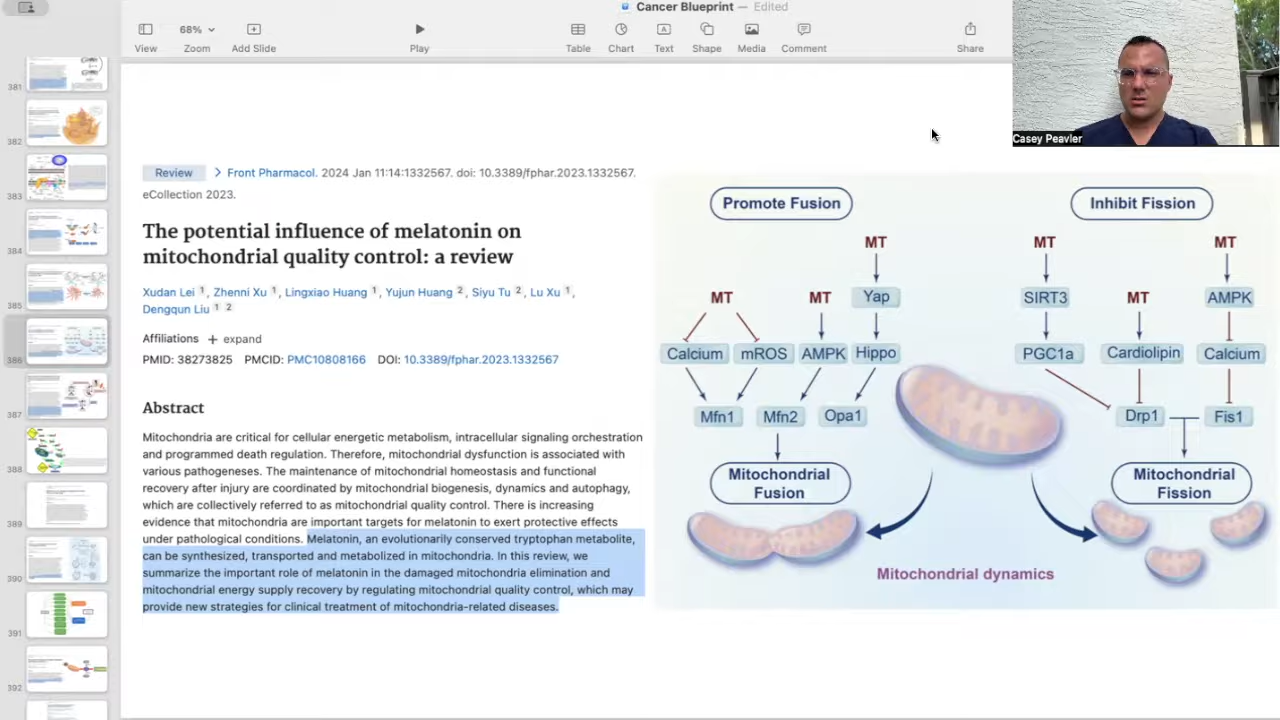 Cancer Blueprint — Edited
68%
View
Zoom
Add Slide
Play
Table
Chart
Text
Shape
Media
Comment
Share
Casey Peavler
381
382
383
384
385
386
387
388
389
390
391
392
Review > Front Pharmacol. 2024 Jan 11:14:1332567. doi: 10.3389/fphar.2023.1332567.
eCollection 2023.
The potential influence of melatonin on
mitochondrial quality control: a review
Xudan Lei 1, Zhenni Xu 1, Lingxiao Huang 1, Yujun Huang 2, Siyu Tu 2, Lu Xu 1,
Dengqun Liu 1 2
Affiliations + expand
PMID: 38273825 PMCID: PMC10808166 DOI: 10.3389/fphar.2023.1332567
Abstract
Mitochondria are critical for cellular energetic metabolism, intracellular signaling orchestration
and programmed death regulation. Therefore, mitochondrial dysfunction is associated with
various pathogeneses. The maintenance of mitochondrial homeostasis and functional
recovery after injury are coordinated by mitochondrial biogenesis, dynamics and autophagy,
which are collectively referred to as mitochondrial quality control. There is increasing
evidence that mitochondria are important targets for melatonin to exert protective effects
under pathological conditions. Melatonin, an evolutionarily conserved tryptophan metabolite,
can be synthesized, transported and metabolized in mitochondria. In this review, we
summarize the important role of melatonin in the damaged mitochondria elimination and
mitochondrial energy supply recovery by regulating mitochondrial quality control, which may
provide new strategies for clinical treatment of mitochondria-related diseases.
Promote Fusion
Inhibit Fission
MT
MT
MT
MT
MT
Yap
SIRT3
MT
AMPK
Calcium
mROS
AMPK
Hippo
PGC1a
Cardiolipin
Calcium
Mfn1
Mfn2
Opa1
Drp1
Fis1
Mitochondrial
Fusion
Mitochondrial
Fission
Mitochondrial dynamics